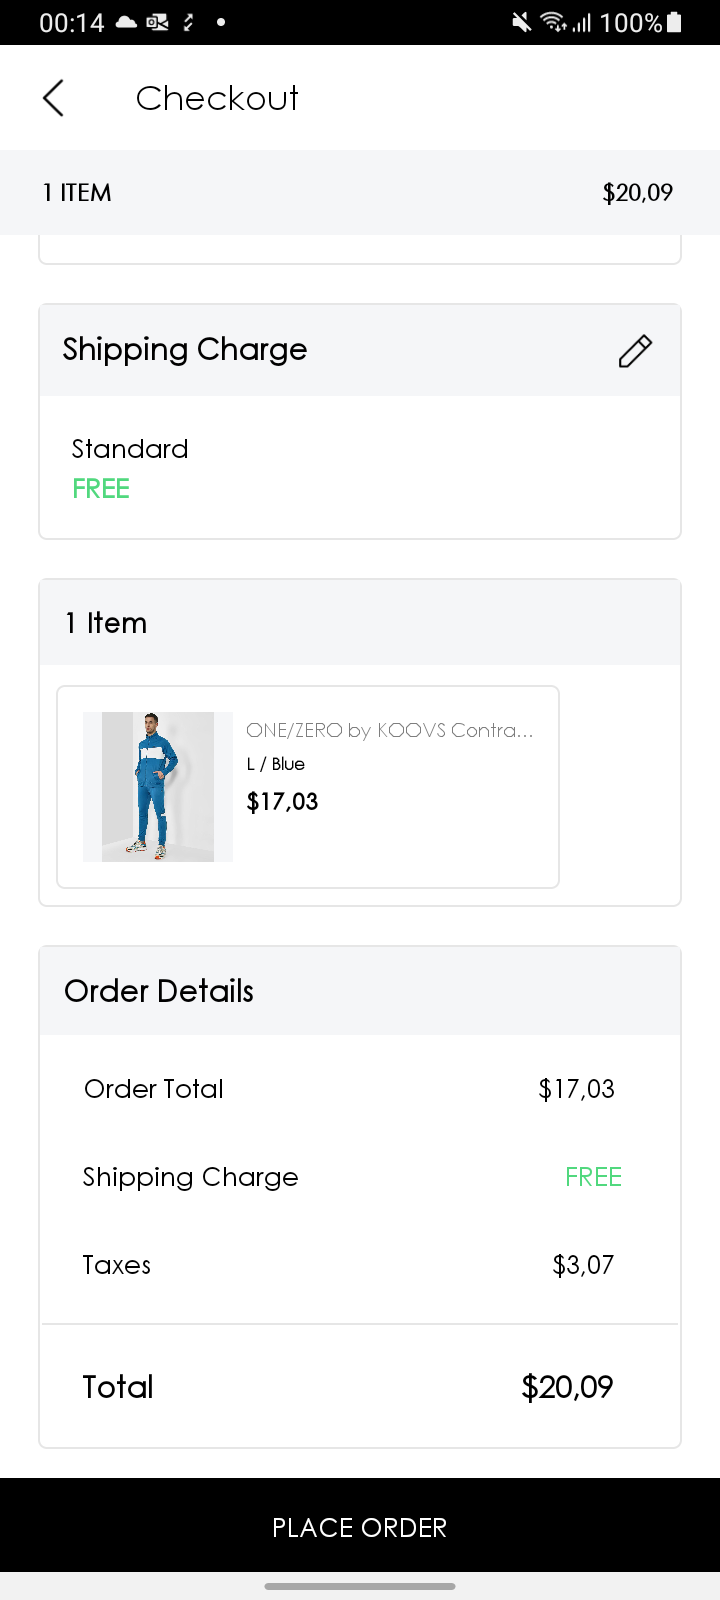 00:14
100%
Checkout
1 ITEM $20,09
Shipping Charge
Standard
FREE
1 Item
ONE/ZERO by KOOVS Contra...
L / Blue
$17,03
Order Details
Order Total $17,03
Shipping Charge FREE
Taxes $3,07
Total $20,09
PLACE ORDER